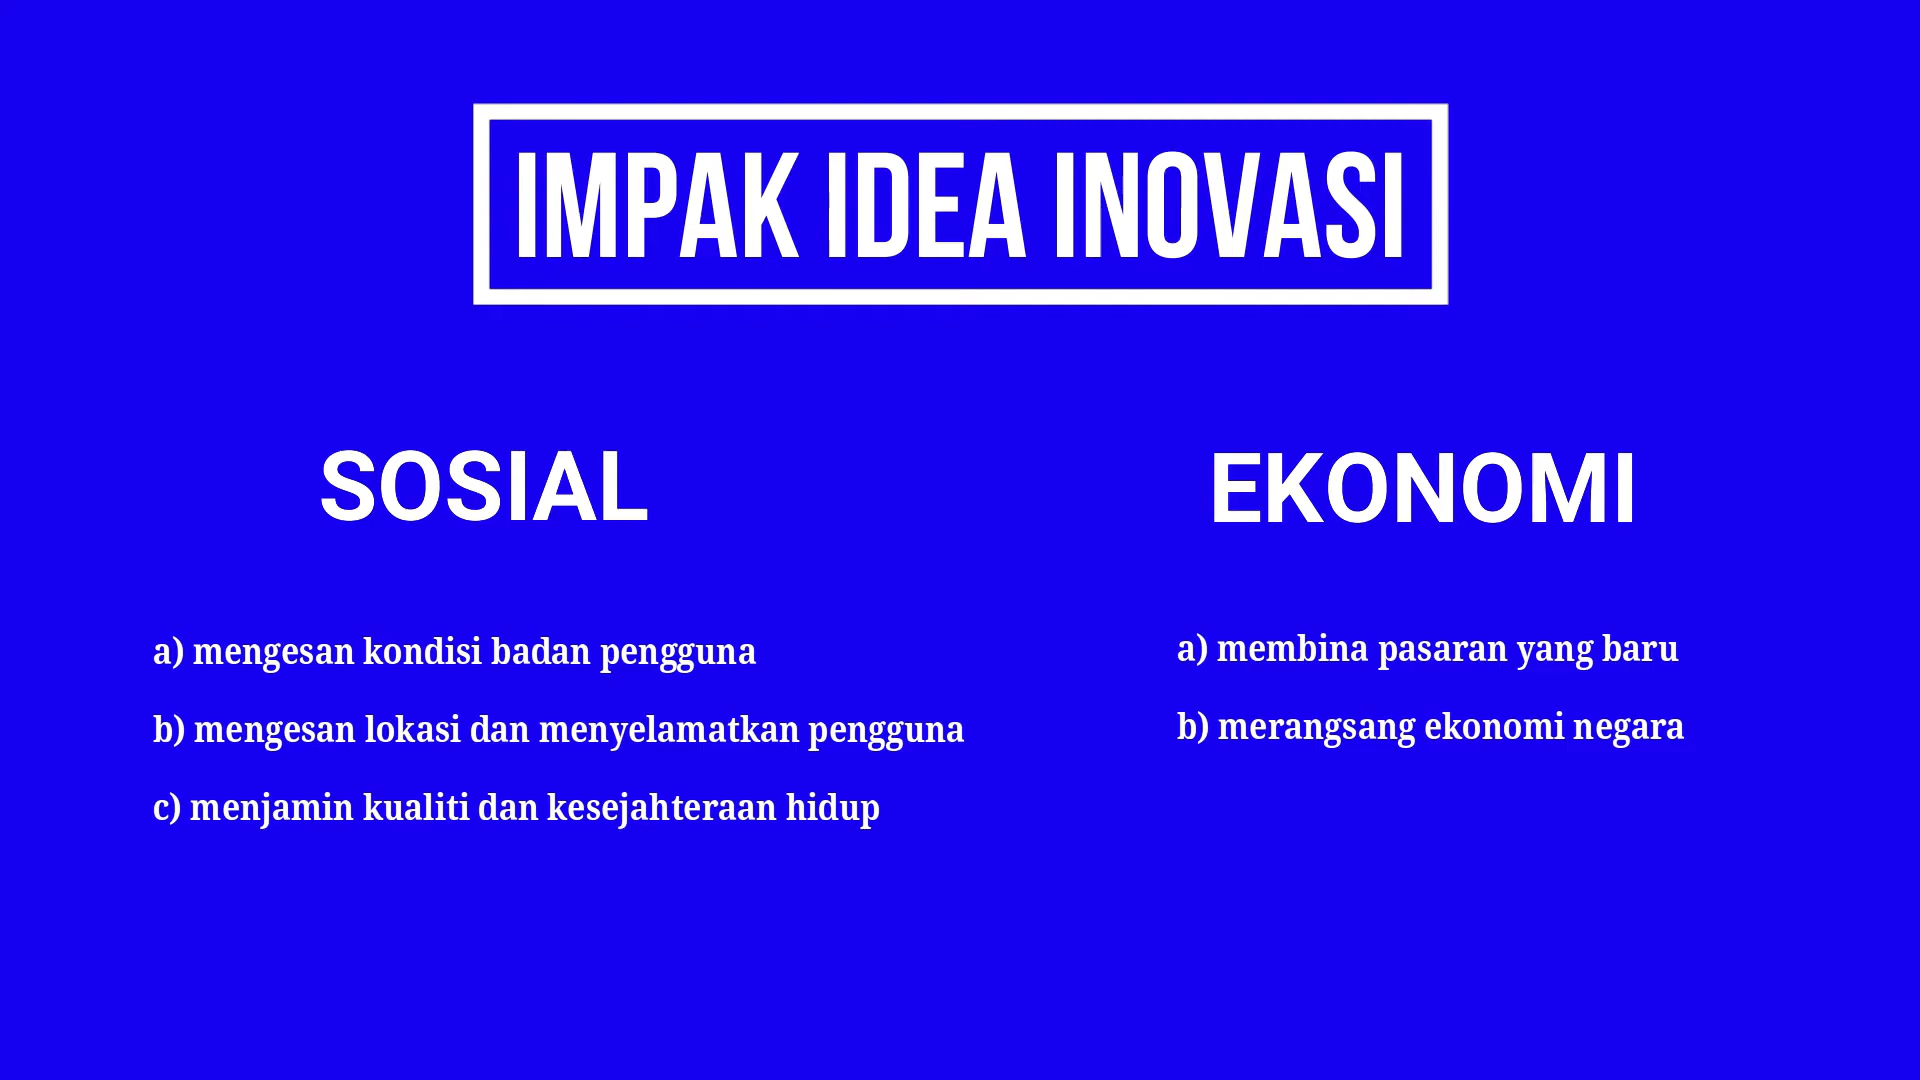 IMPAK IDEA INOVASI
SOSIAL
a) mengesan kondisi badan pengguna
b) mengesan lokasi dan menyelamatkan pengguna
c) menjamin kualiti dan kesejahteraan hidup
EKONOMI
a) membina pasaran yang baru
b) merangsang ekonomi negara